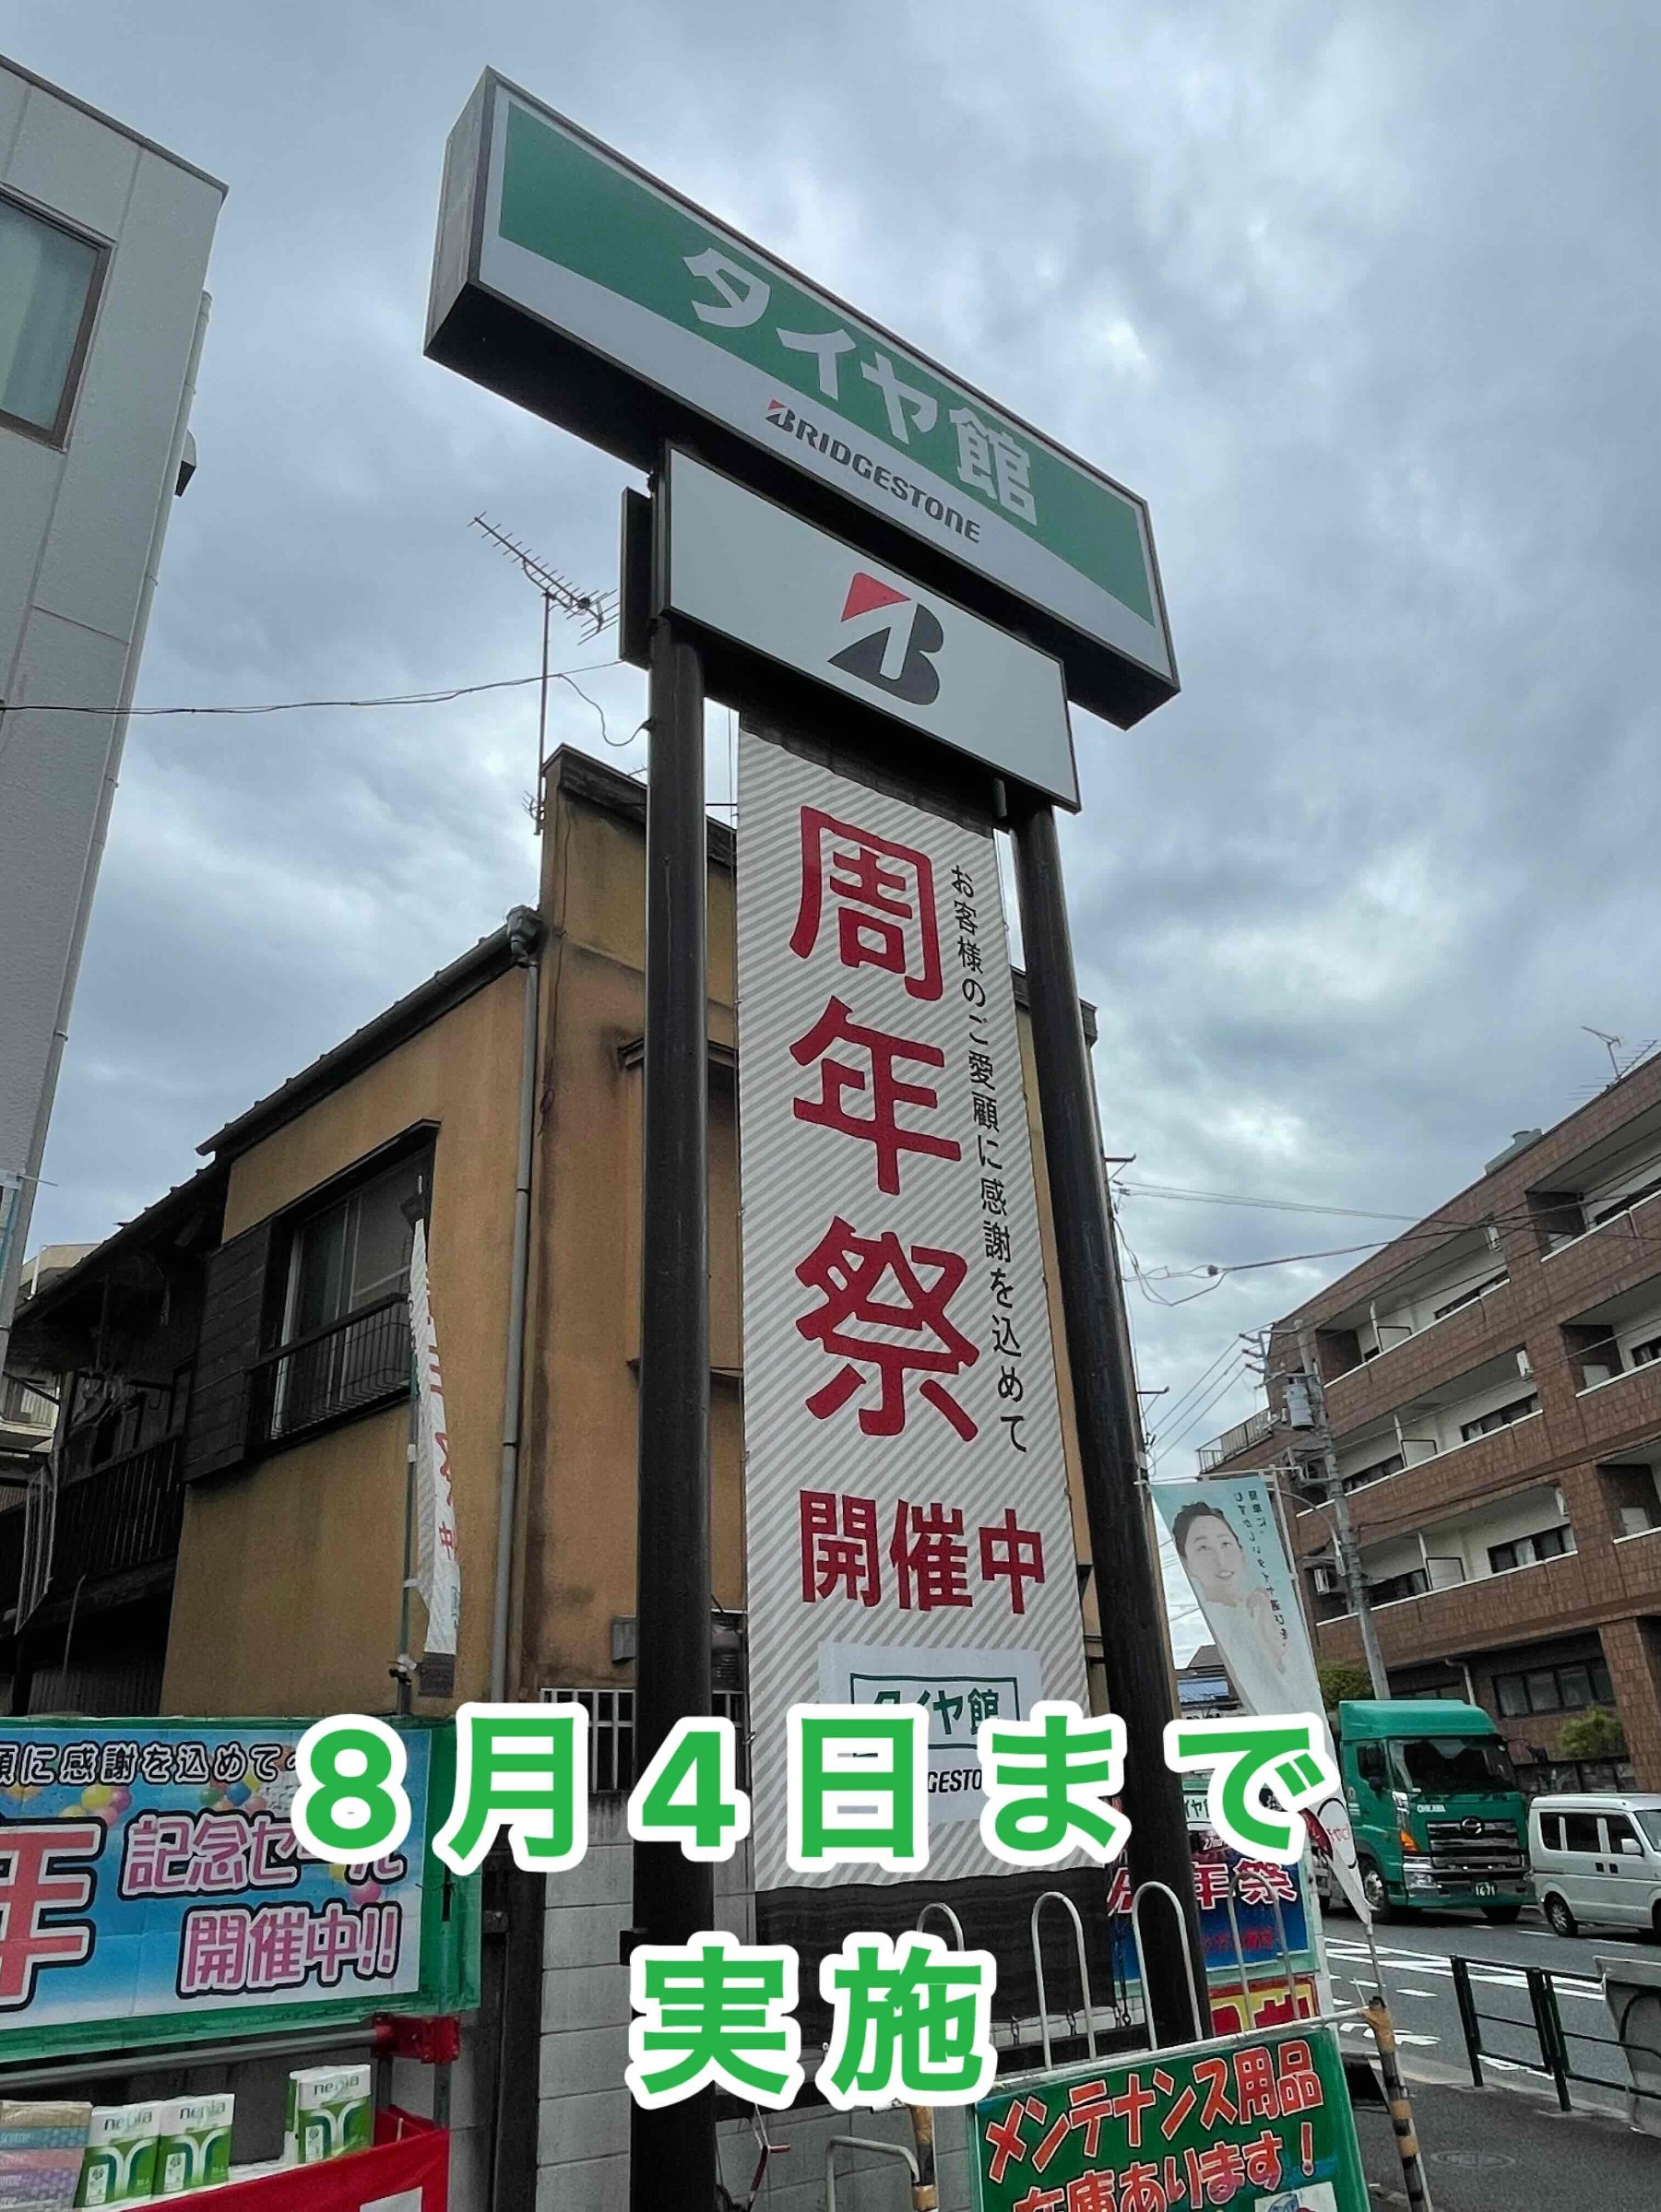 タイヤ館
BRIDGESTONE
お客様のご愛顧に感謝を込めて
周年祭
開催中
タイヤ館
顧に感謝を込めて
年
記念セール
開催中!!
8月4日まで
実施
年祭
nepia
nepia
nepia
メンテナンス用品
在庫あります!